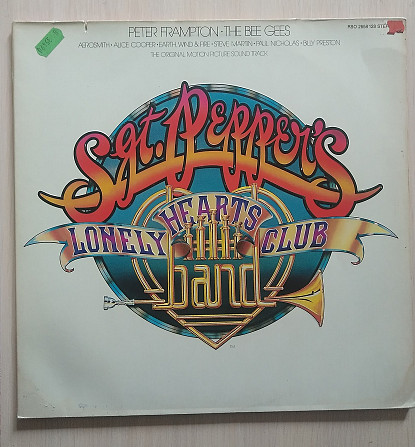 PETER FRAMPTON • THE BEE GEES
AEROSMITH • ALICE COOPER • EARTH, WIND & FIRE • STEVE MARTIN • PAUL NICHOLAS • BILLY PRESTON
THE ORIGINAL MOTION PICTURE SOUND TRACK
Sgt. Pepper's
LONELY HEARTS CLUB
band